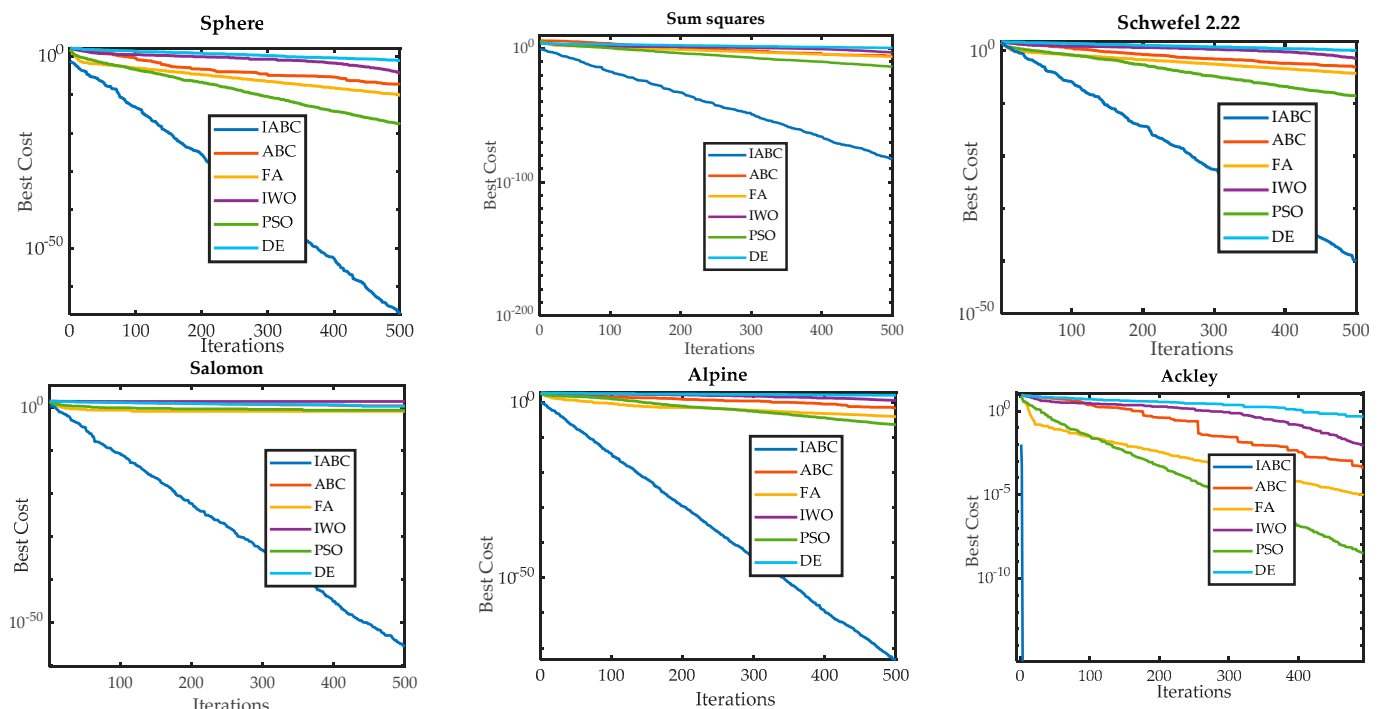 Sphere
10^0
10^-50
Best Cost
IABC
ABC
FA
IWO
PSO
DE
0 100 200 300 400 500
Iterations
Sum squares
10^0
10^-100
10^-200
Best Cost
IABC
ABC
FA
IWO
PSO
DE
0 100 200 300 400 500
Iterations
Schwefel 2.22
10^0
10^-50
Best Cost
IABC
ABC
FA
IWO
PSO
DE
100 200 300 400 500
Iterations
Salomon
10^0
10^-50
Best Cost
IABC
ABC
FA
IWO
PSO
DE
100 200 300 400 500
Iterations
Alpine
10^0
10^-50
Best Cost
IABC
ABC
FA
IWO
PSO
DE
0 100 200 300 400 500
Iterations
Ackley
10^0
10^-5
10^-10
Best Cost
IABC
ABC
FA
IWO
PSO
DE
0 100 200 300 400
Iterations